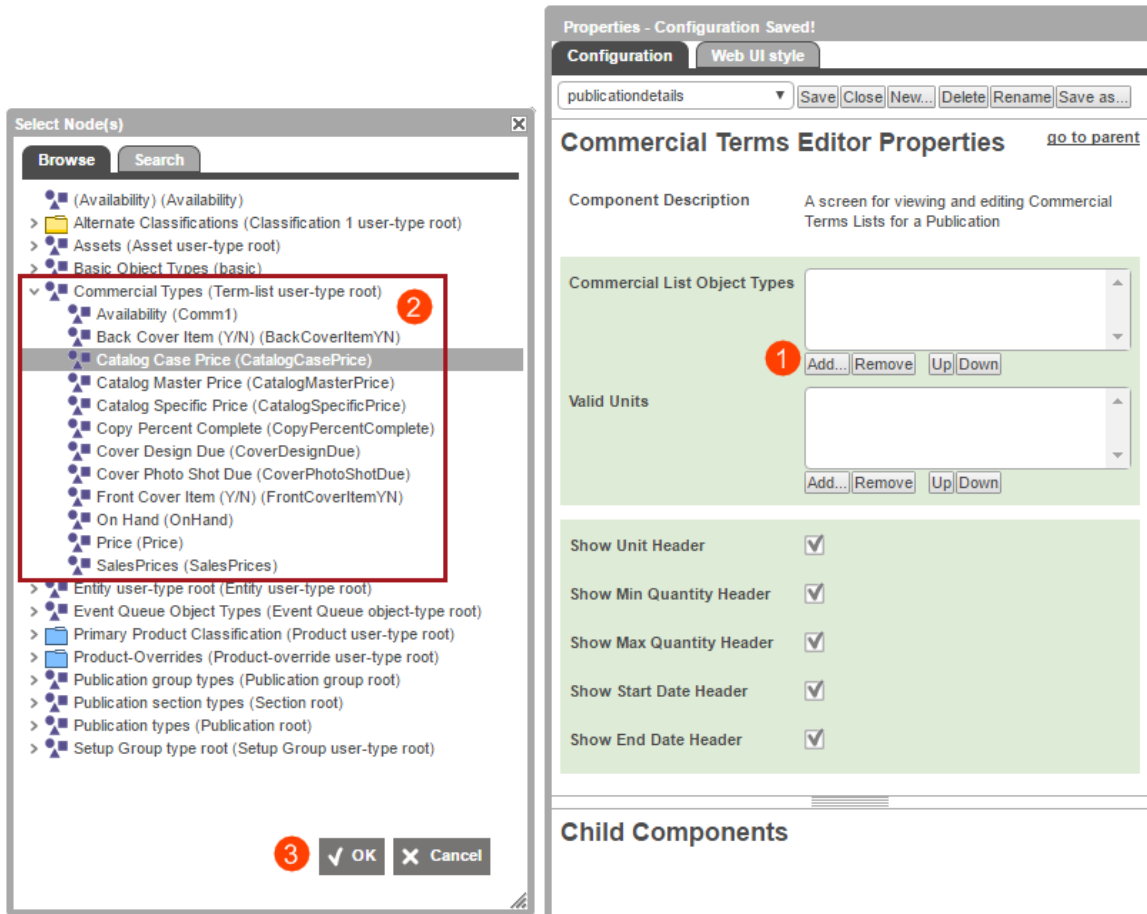 Select Node(s)
Browse Search
(Availability) (Availability)
> Alternate Classifications (Classification 1 user-type root)
> Assets (Asset user-type root)
> Basic Object Types (basic)
Commercial Types (Term-list user-type root)
2
Availability (Comm1)
Back Cover Item (Y/N) (BackCoverItemYN)
Catalog Case Price (CatalogCasePrice)
Catalog Master Price (CatalogMasterPrice)
Catalog Specific Price (CatalogSpecificPrice)
Copy Percent Complete (CopyPercentComplete)
Cover Design Due (CoverDesignDue)
Cover Photo Shot Due (CoverPhotoShotDue)
Front Cover Item (Y/N) (FrontCoverItemYN)
On Hand (OnHand)
Price (Price)
SalesPrices (SalesPrices)
> Entity user-type root (Entity user-type root)
> Event Queue Object Types (Event Queue object-type root)
> Primary Product Classification (Product user-type root)
> Product-Overrides (Product-override user-type root)
> Publication group types (Publication group root)
> Publication section types (Section root)
> Publication types (Publication root)
> Setup Group type root (Setup Group user-type root)
3 OK Cancel
Properties - Configuration Saved!
Configuration Web UI style
publicationdetails Save Close New... Delete Rename Save as...
Commercial Terms Editor Properties go to parent
Component Description A screen for viewing and editing Commercial
Terms Lists for a Publication
Commercial List Object Types
1 Add... Remove Up Down
Valid Units
Add... Remove Up Down
Show Unit Header
Show Min Quantity Header
Show Max Quantity Header
Show Start Date Header
Show End Date Header
Child Components